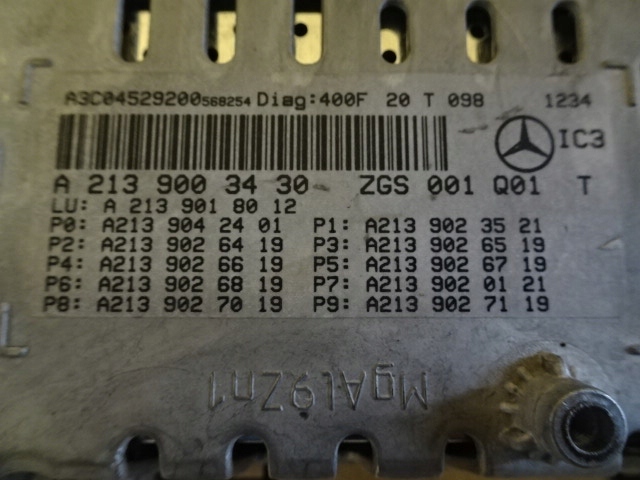 A3C04529200568254 Diag:400F 20 T 098 1234
IC3
A 213 900 34 30 ZGS 001 Q01 T
LU: A 213 901 80 12
P0: A213 904 24 01 P1: A213 902 35 21
P2: A213 902 64 19 P3: A213 902 65 19
P4: A213 902 66 19 P5: A213 902 67 19
P6: A213 902 68 19 P7: A213 902 01 21
P8: A213 902 70 19 P9: A213 902 71 19
MgAl9Zn1